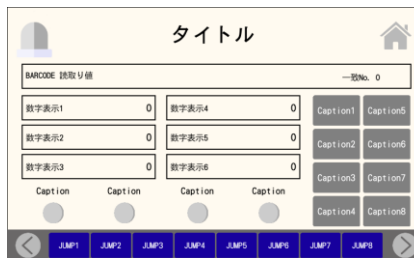 タイトル
BARCODE 読取り値 一致No. 0
数字表示1 0 数字表示4 0 Caption1 Caption5
数字表示2 0 数字表示5 0 Caption2 Caption6
数字表示3 0 数字表示6 0 Caption3 Caption7
Caption Caption Caption Caption Caption4 Caption8
JUMP1 JUMP2 JUMP3 JUMP4 JUMP5 JUMP6 JUMP7 JUMP8